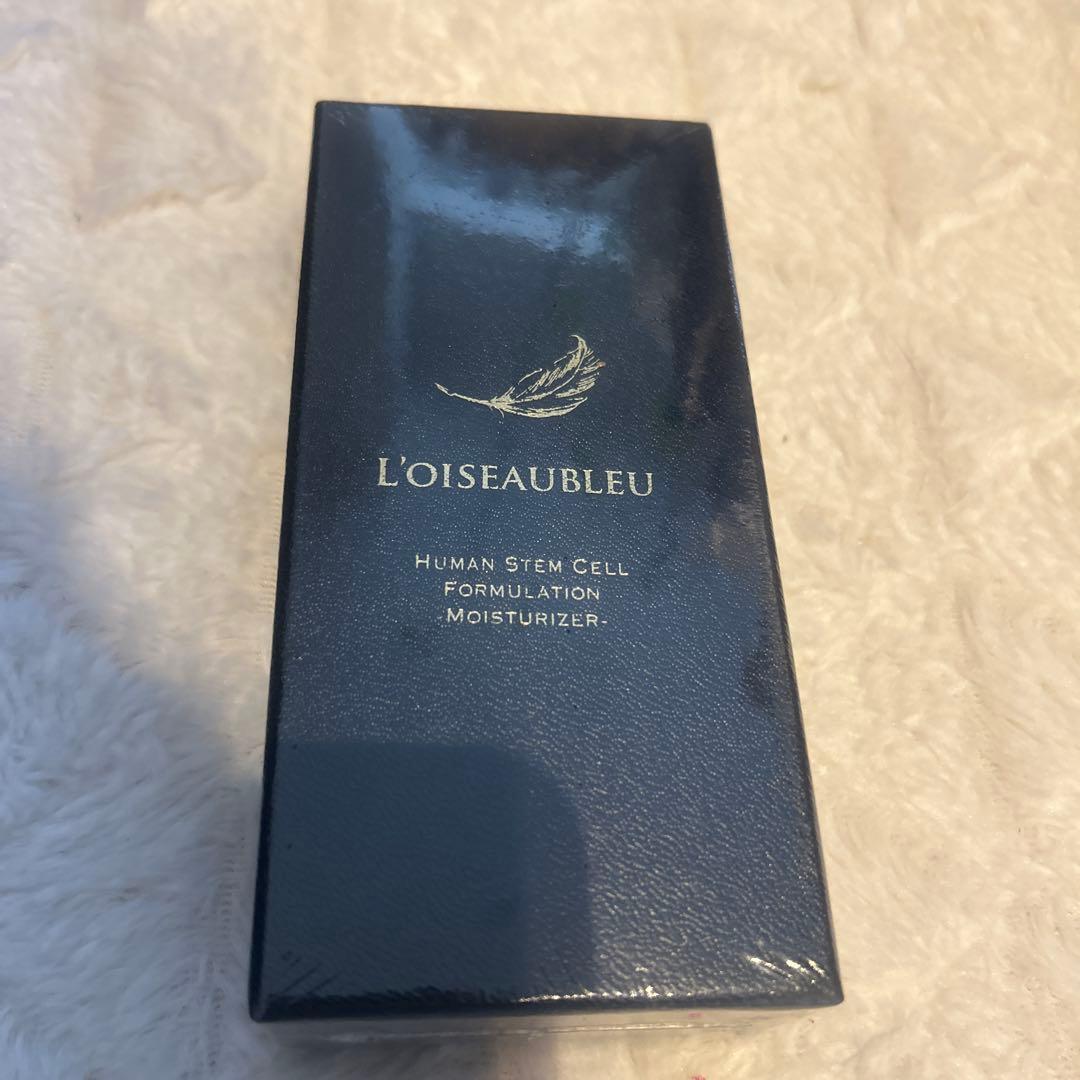 L'OISEAUBLEU
HUMAN STEM CELL
FORMULATION
-MOISTURIZER-